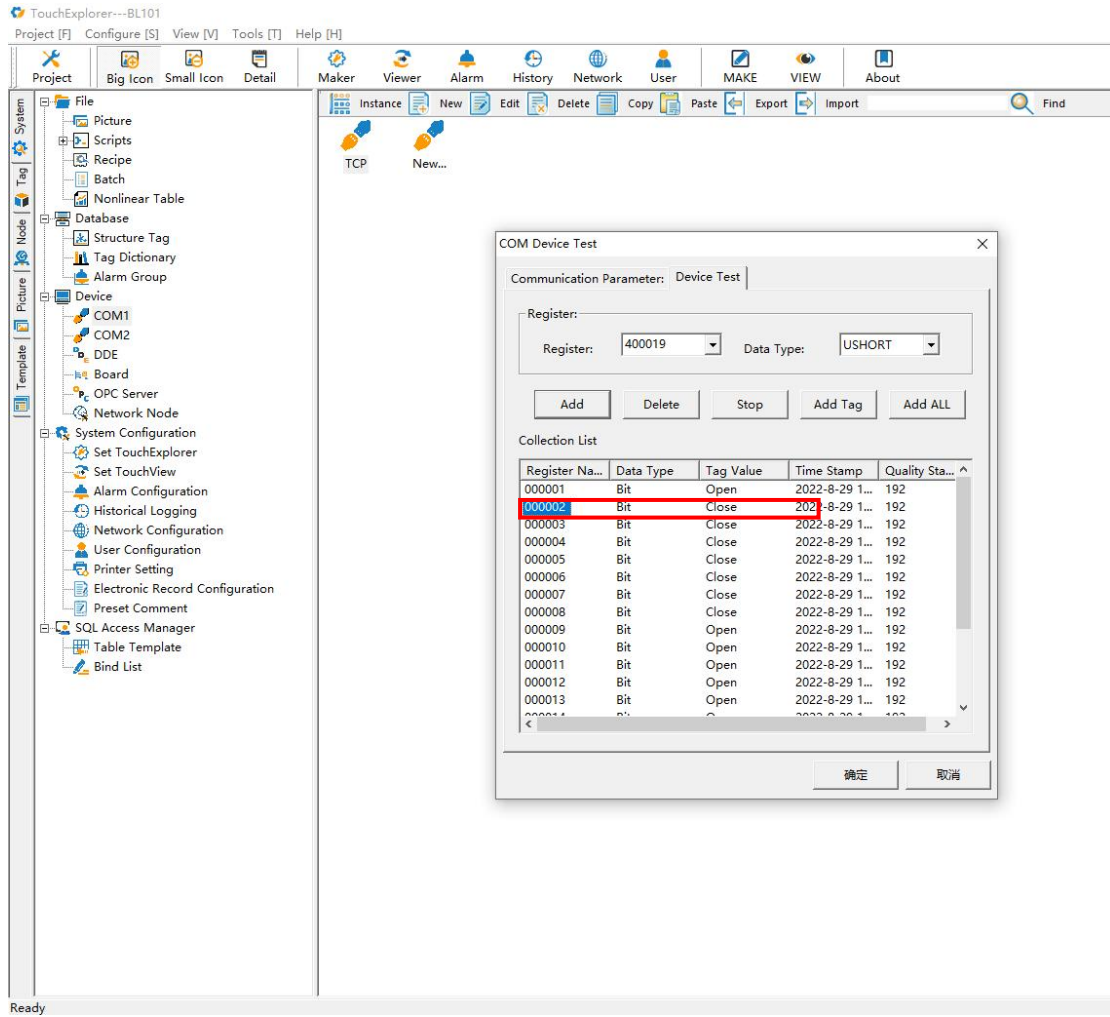 TouchExplorer---BL101
Project [F] Configure [S] View [V] Tools [T] Help [H]
Project Big Icon Small Icon Detail Maker Viewer Alarm History Network User MAKE VIEW About
Instance New Edit Delete Copy Paste Export Import Find
System
Tag
Node
Picture
Template
File
Picture
Scripts
Recipe
Batch
Nonlinear Table
Database
Structure Tag
Tag Dictionary
Alarm Group
Device
COM1
COM2
DDE
Board
OPC Server
Network Node
System Configuration
Set TouchExplorer
Set TouchView
Alarm Configuration
Historical Logging
Network Configuration
User Configuration
Printer Setting
Electronic Record Configuration
Preset Comment
SQL Access Manager
Table Template
Bind List
TCP New...
COM Device Test
Communication Parameter: Device Test
Register:
Register: 400019 Data Type: USHORT
Add Delete Stop Add Tag Add ALL
Collection List
Register Na... Data Type Tag Value Time Stamp Quality Sta...
000001 Bit Open 2022-8-29 1... 192
000002 Bit Close 2022-8-29 1... 192
000003 Bit Close 2022-8-29 1... 192
000004 Bit Close 2022-8-29 1... 192
000005 Bit Close 2022-8-29 1... 192
000006 Bit Close 2022-8-29 1... 192
000007 Bit Close 2022-8-29 1... 192
000008 Bit Close 2022-8-29 1... 192
000009 Bit Open 2022-8-29 1... 192
000010 Bit Open 2022-8-29 1... 192
000011 Bit Open 2022-8-29 1... 192
000012 Bit Open 2022-8-29 1... 192
000013 Bit Open 2022-8-29 1... 192
确定 取消
Ready